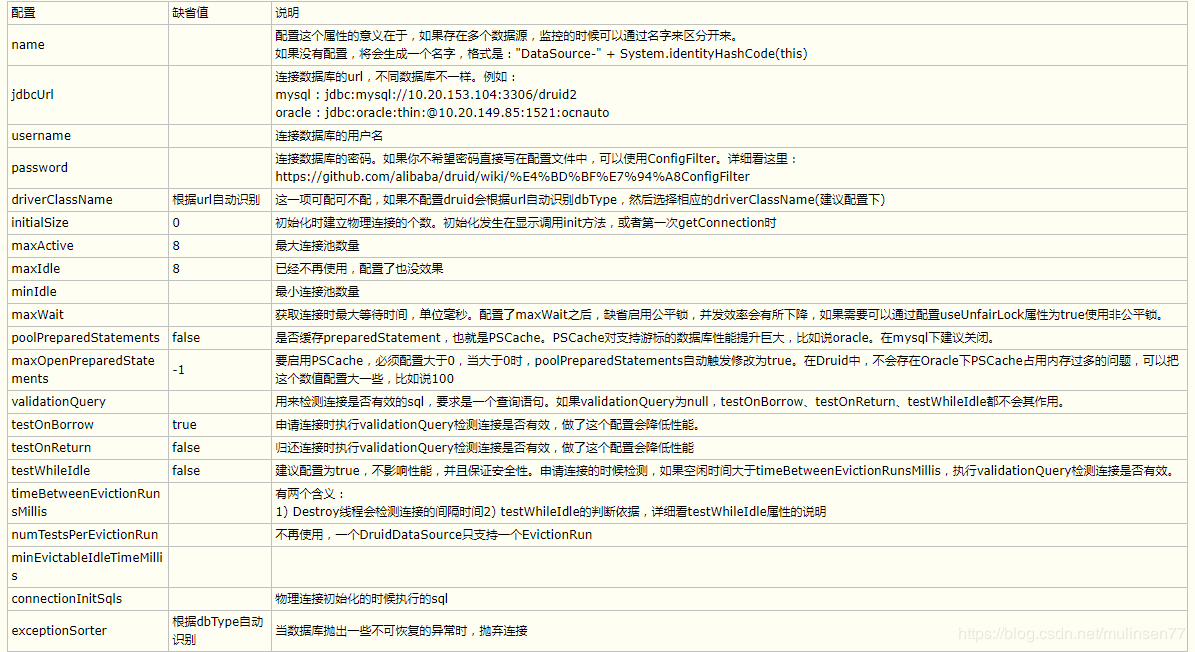 配置 缺省值 说明
name
配置这个属性的意义在于，如果存在多个数据源，监控的时候可以通过名字来区分开来。
如果没有配置，将会生成一个名字，格式是："DataSource-" + System.identityHashCode(this)
jdbcUrl
连接数据库的url，不同数据库不一样。例如：
mysql : jdbc:mysql://10.20.153.104:3306/druid2
oracle : jdbc:oracle:thin:@10.20.149.85:1521:ocnauto
username 连接数据库的用户名
password
连接数据库的密码。如果你不希望密码直接写在配置文件中，可以使用ConfigFilter。详细看这里：
https://github.com/alibaba/druid/wiki/%E4%BD%BF%E7%94%A8ConfigFilter
driverClassName 根据url自动识别 这一项可配可不配，如果不配置druid会根据url自动识别dbType，然后选择相应的driverClassName(建议配置下)
initialSize 0 初始化时建立物理连接的个数。初始化发生在显示调用init方法，或者第一次getConnection时
maxActive 8 最大连接池数量
maxIdle 8 已经不再使用，配置了也没效果
minIdle 最小连接池数量
maxWait 获取连接时最大等待时间，单位毫秒。配置了maxWait之后，缺省启用公平锁，并发效率会有所下降，如果需要可以通过配置useUnfairLock属性为true使用非公平锁。
poolPreparedStatements false 是否缓存preparedStatement，也就是PSCache。PSCache对支持游标的数据库性能提升巨大，比如说oracle。在mysql下建议关闭。
maxOpenPreparedState
ments
-1
要启用PSCache，必须配置大于0，当大于0时，poolPreparedStatements自动触发修改为true。在Druid中，不会存在Oracle下PSCache占用内存过多的问题，可以把
这个数值配置大一些，比如说100
validationQuery 用来检测连接是否有效的sql，要求是一个查询语句。如果validationQuery为null，testOnBorrow、testOnReturn、testWhileIdle都不会其作用。
testOnBorrow true 申请连接时执行validationQuery检测连接是否有效，做了这个配置会降低性能。
testOnReturn false 归还连接时执行validationQuery检测连接是否有效，做了这个配置会降低性能
testWhileIdle false 建议配置为true，不影响性能，并且保证安全性。申请连接的时候检测，如果空闲时间大于timeBetweenEvictionRunsMillis，执行validationQuery检测连接是否有效。
timeBetweenEvictionRun
sMillis
有两个含义：
1) Destroy线程会检测连接的间隔时间2) testWhileIdle的判断依据，详细看testWhileIdle属性的说明
numTestsPerEvictionRun 不再使用，一个DruidDataSource只支持一个EvictionRun
minEvictableIdleTimeMilli
s
connectionInitSqls 物理连接初始化的时候执行的sql
exceptionSorter
根据dbType自动
识别
当数据库抛出一些不可恢复的异常时，抛弃连接
https://blog.csdn.net/mulinsen77